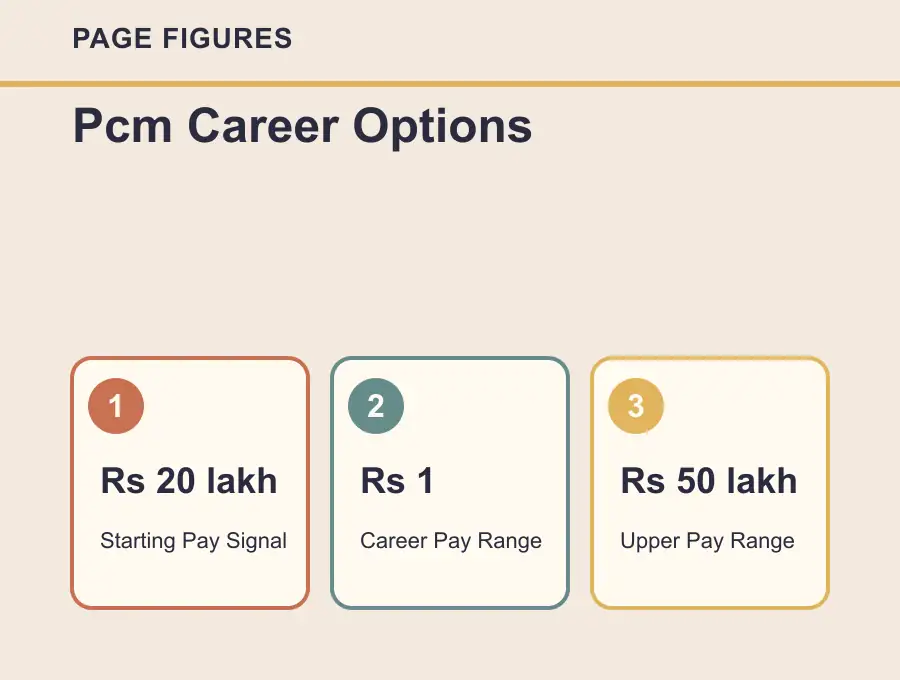 PAGE FIGURES
Pcm Career Options
1
Rs 20 lakh
Starting Pay Signal
2
Rs 1
Career Pay Range
3
Rs 50 lakh
Upper Pay Range